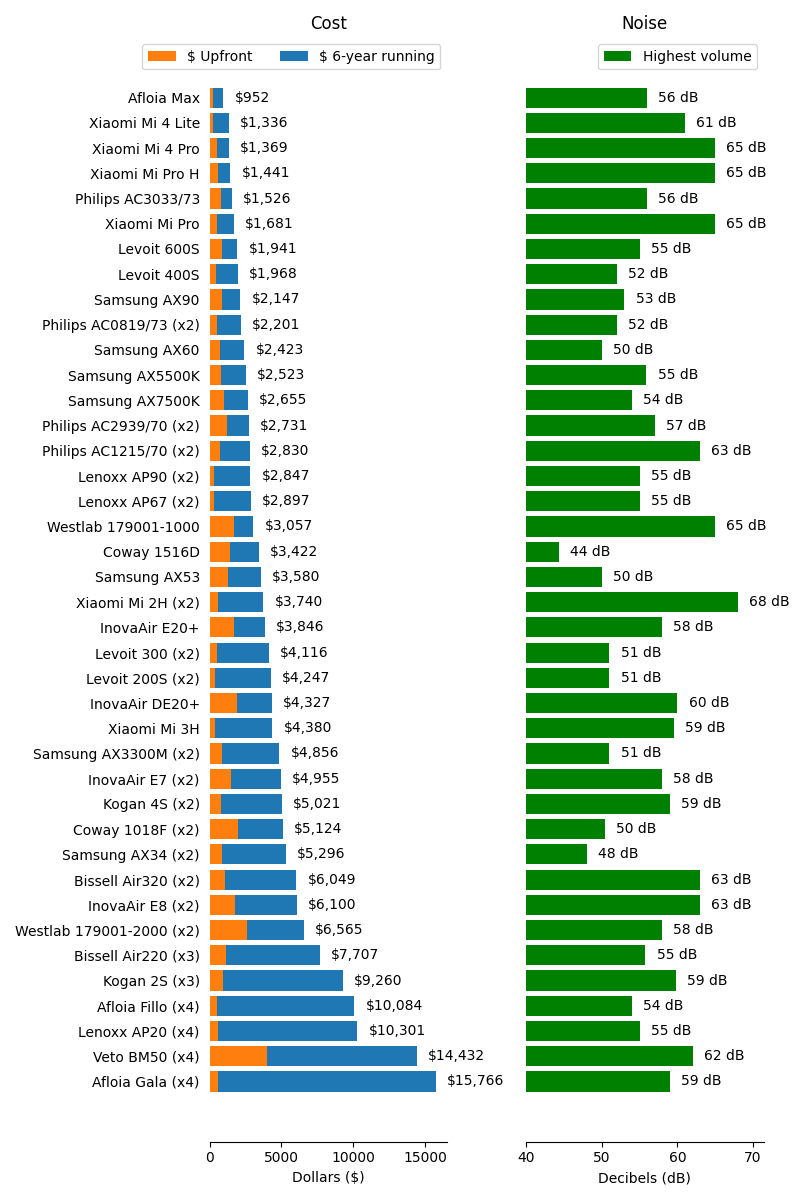 Cost Noise
$ Upfront $ 6-year running Highest volume
Afloia Max $952 56 dB
Xiaomi Mi 4 Lite $1,336 61 dB
Xiaomi Mi 4 Pro $1,369 65 dB
Xiaomi Mi Pro H $1,441 65 dB
Philips AC3033/73 $1,526 56 dB
Xiaomi Mi Pro $1,681 65 dB
Levoit 600S $1,941 55 dB
Levoit 400S $1,968 52 dB
Samsung AX90 $2,147 53 dB
Philips AC0819/73 (x2) $2,201 52 dB
Samsung AX60 $2,423 50 dB
Samsung AX5500K $2,523 55 dB
Samsung AX7500K $2,655 54 dB
Philips AC2939/70 (x2) $2,731 57 dB
Philips AC1215/70 (x2) $2,830 63 dB
Lenoxx AP90 (x2) $2,847 55 dB
Lenoxx AP67 (x2) $2,897 55 dB
Westlab 179001-1000 $3,057 65 dB
Coway 1516D $3,422 44 dB
Samsung AX53 $3,580 50 dB
Xiaomi Mi 2H (x2) $3,740 68 dB
InovaAir E20+ $3,846 58 dB
Levoit 300 (x2) $4,116 51 dB
Levoit 200S (x2) $4,247 51 dB
InovaAir DE20+ $4,327 60 dB
Xiaomi Mi 3H $4,380 59 dB
Samsung AX3300M (x2) $4,856 51 dB
InovaAir E7 (x2) $4,955 58 dB
Kogan 4S (x2) $5,021 59 dB
Coway 1018F (x2) $5,124 50 dB
Samsung AX34 (x2) $5,296 48 dB
Bissell Air320 (x2) $6,049 63 dB
InovaAir E8 (x2) $6,100 63 dB
Westlab 179001-2000 (x2) $6,565 58 dB
Bissell Air220 (x3) $7,707 55 dB
Kogan 2S (x3) $9,260 59 dB
Afloia Fillo (x4) $10,084 54 dB
Lenoxx AP20 (x4) $10,301 55 dB
Veto BM50 (x4) $14,432 62 dB
Afloia Gala (x4) $15,766 59 dB
0 5000 10000 15000 40 50 60 70
Dollars ($) Decibels (dB)